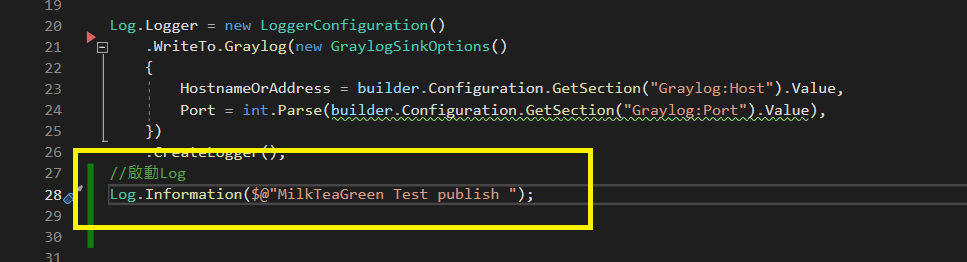 19
20 Log.Logger = new LoggerConfiguration()
21 .WriteTo.Graylog(new GraylogSinkOptions()
22 {
23 HostnameOrAddress = builder.Configuration.GetSection("Graylog:Host").Value,
24 Port = int.Parse(builder.Configuration.GetSection("Graylog:Port").Value),
25 })
26 .CreateLogger();
27 //啟動Log
28 Log.Information($@"MilkTeaGreen Test publish ");
29
30
31